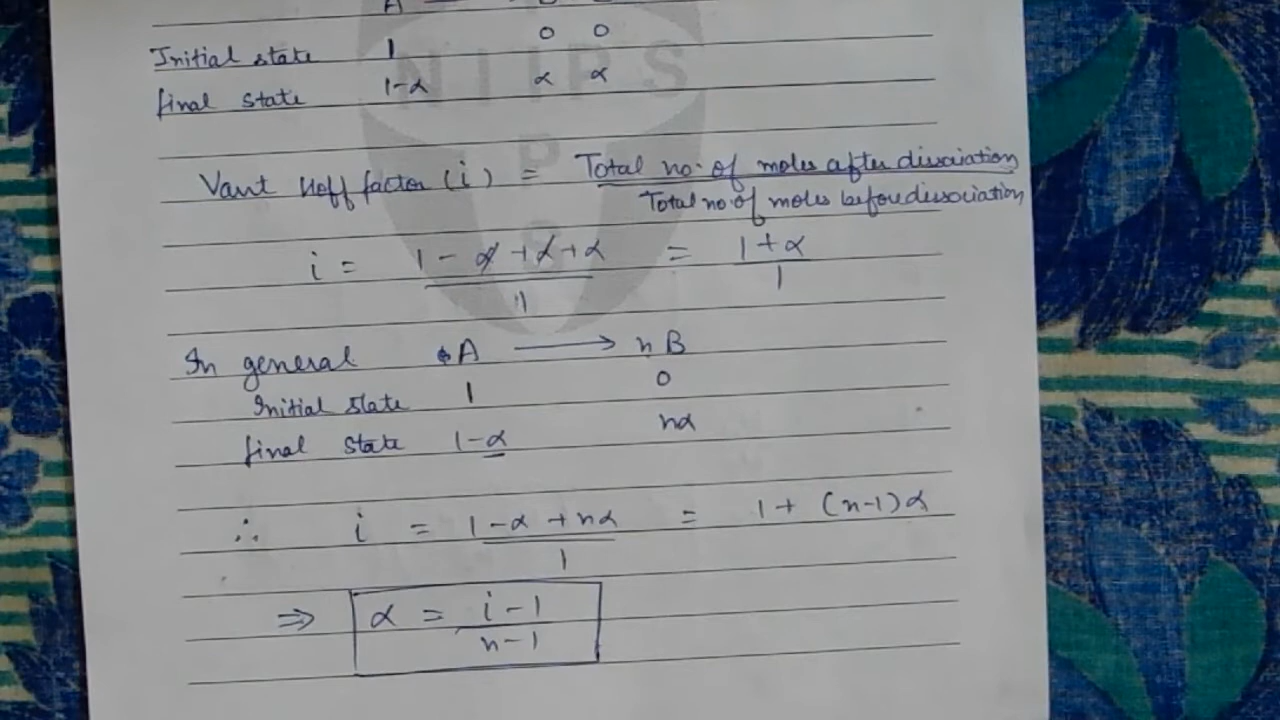 A
Initial state 1 0 0
final state 1-α α α
NIIPS
P
Vant Hoff factor (i) = Total no. of moles after dissociation
Total no. of moles before dissociation
i = 1 - α + α + α = 1 + α
1 1
In general A → nB
Initial state 1 0
final state 1-α nα
∴ i = 1 - α + nα = 1 + (n-1)α
1
⇒ α = i - 1
n - 1